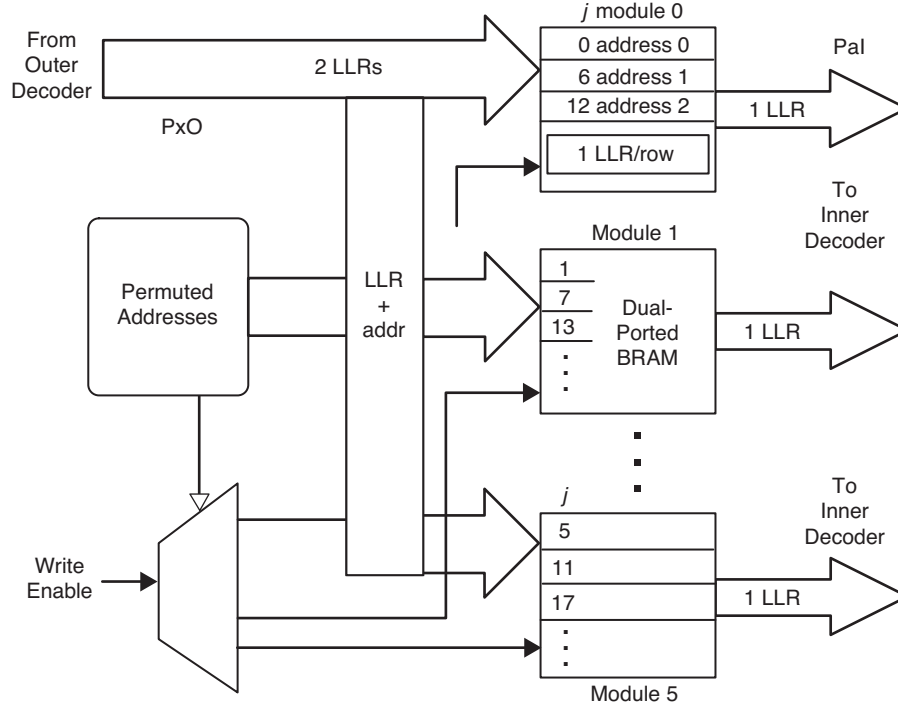 From
Outer
Decoder
2 LLRs
PxO
j module 0
0 address 0
6 address 1
12 address 2
1 LLR/row
PaI
1 LLR
To
Inner
Decoder
Permuted
Addresses
LLR
+
addr
Module 1
1
7
13
Dual-
Ported
BRAM
1 LLR
Write
Enable
j
5
11
17
Module 5
To
Inner
Decoder
1 LLR